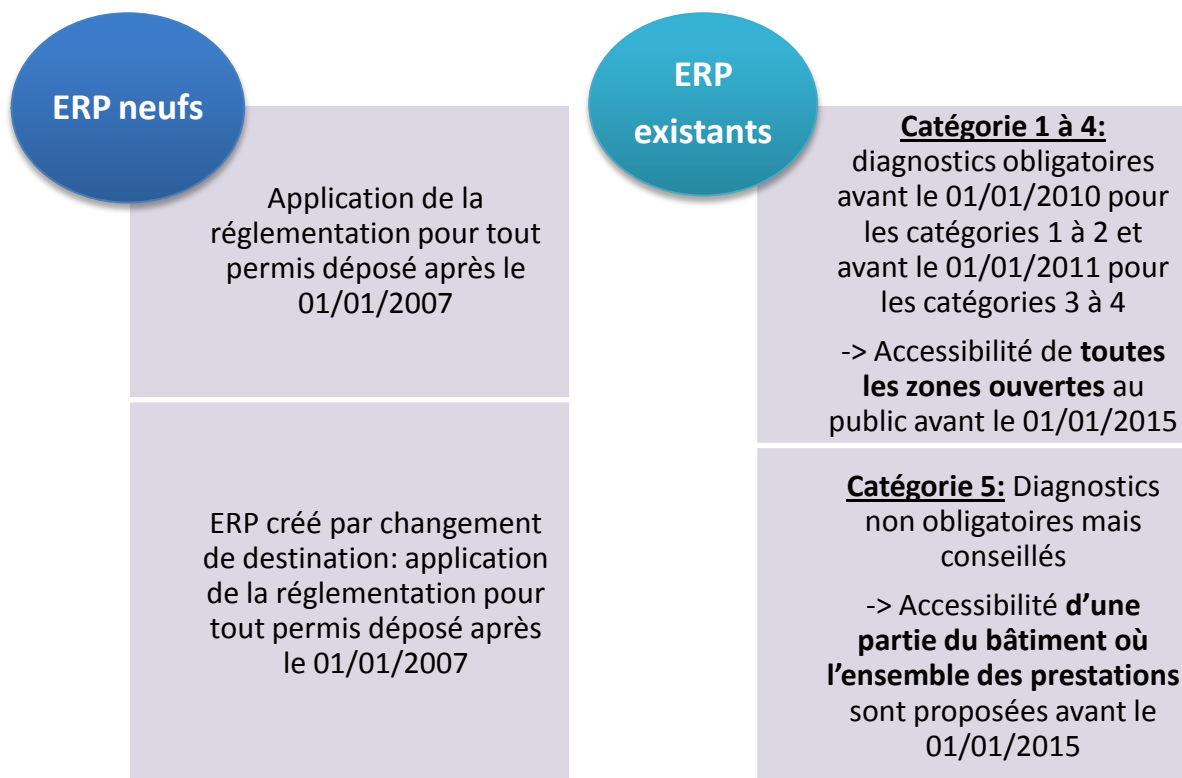 ERP neufs
Application de la
réglementation pour tout
permis déposé après le
01/01/2007
ERP créé par changement
de destination: application
de la réglementation pour
tout permis déposé après
le 01/01/2007
ERP
existants
Catégorie 1 à 4:
diagnostics obligatoires
avant le 01/01/2010 pour
les catégories 1 à 2 et
avant le 01/01/2011 pour
les catégories 3 à 4
-> Accessibilité de toutes
les zones ouvertes au
public avant le 01/01/2015
Catégorie 5: Diagnostics
non obligatoires mais
conseillés
-> Accessibilité d’une
partie du bâtiment où
l’ensemble des prestations
sont proposées avant le
01/01/2015